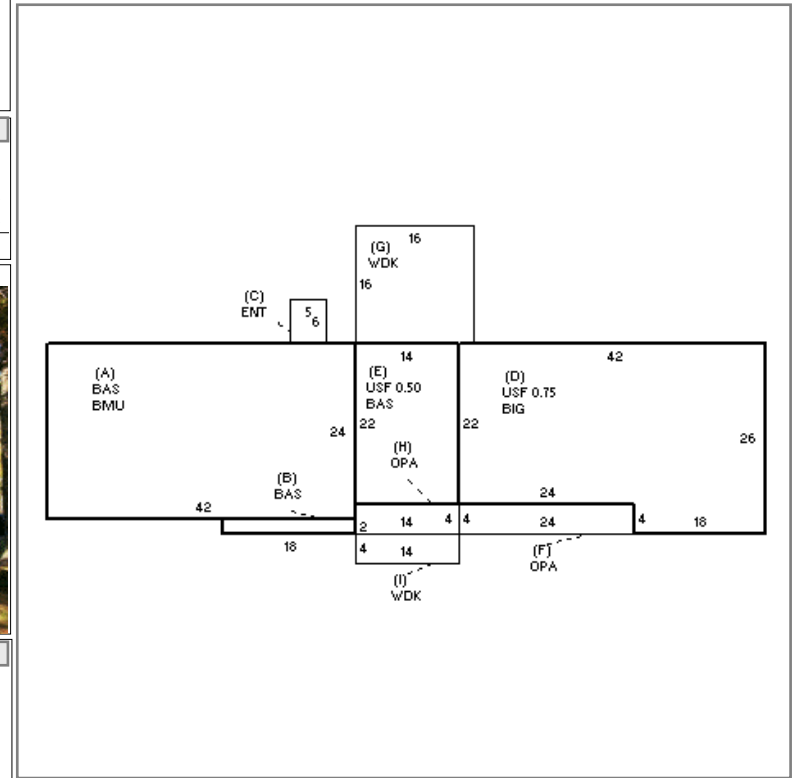 16
(G)
WDK
16
(C)
ENT
5
6
14
42
(A)
BAS
BMU
(E)
USF 0.50
BAS
(D)
USF 0.75
BIG
24
22
22
26
(H)
OPA
(B)
BAS
24
42
2
14
4
4
24
4
18
18
4
14
(F)
OPA
(I)
WDK